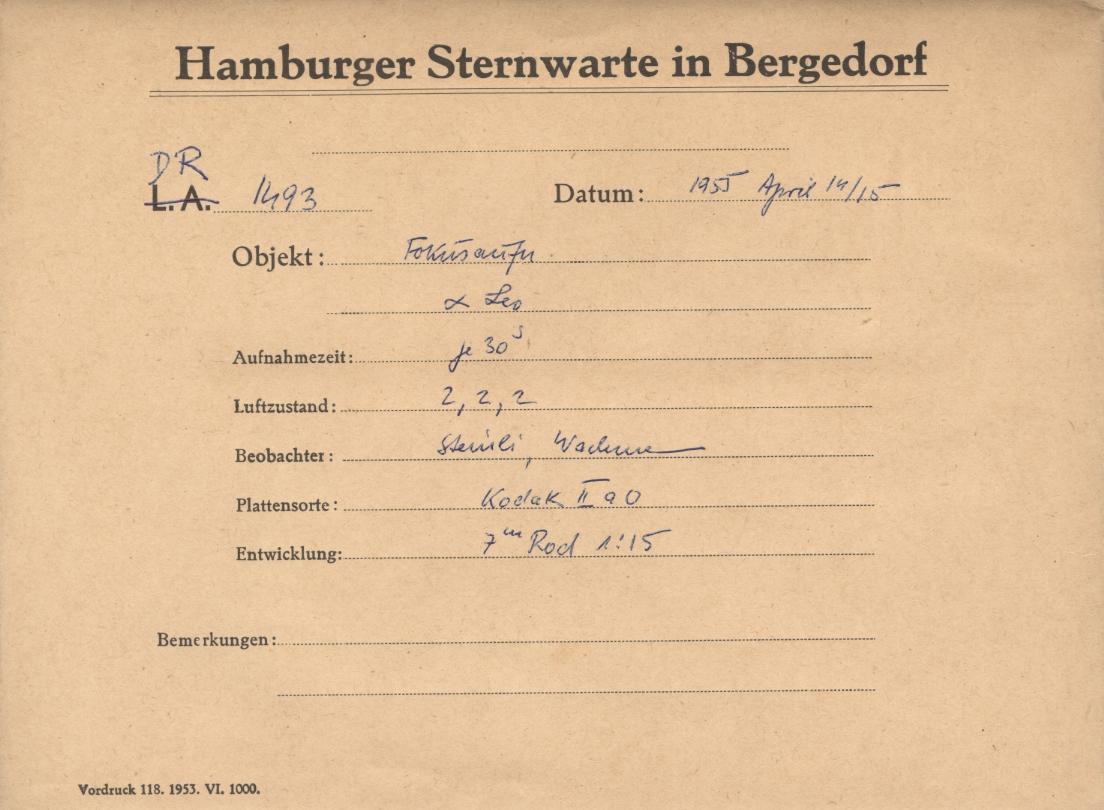 Hamburger Sternwarte in Bergedorf
DR
L.A. 1493 Datum: 1955 April 14/15
Objekt: Fokusaufn.
α Leo
Aufnahmezeit: je 30s
Luftzustand: 2, 2, 2
Beobachter:
Plattensorte: Kodak II a O
Entwicklung: 7m Rod 1:15
Bemerkungen:
Vordruck 118. 1953. VI. 1000.